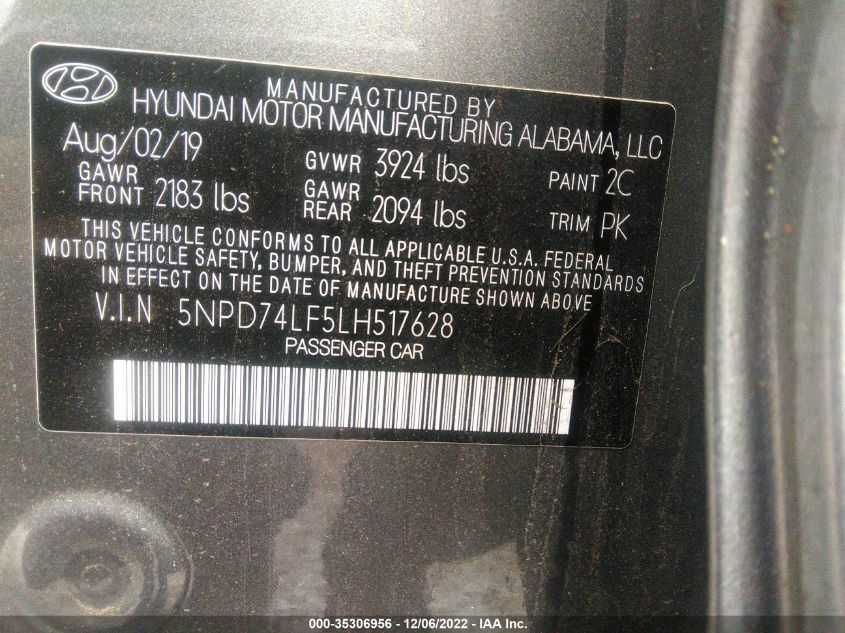 MANUFACTURED BY
HYUNDAI MOTOR MANUFACTURING ALABAMA, LLC
Aug/02/19 GVWR 3924 lbs PAINT 2C
GAWR FRONT 2183 lbs GAWR REAR 2094 lbs TRIM PK
THIS VEHICLE CONFORMS TO ALL APPLICABLE U.S.A. FEDERAL
MOTOR VEHICLE SAFETY, BUMPER, AND THEFT PREVENTION STANDARDS
IN EFFECT ON THE DATE OF MANUFACTURE SHOWN ABOVE
V.I.N 5NPD74LF5LH517628
PASSENGER CAR
000-35306956 - 12/06/2022 - IAA Inc.